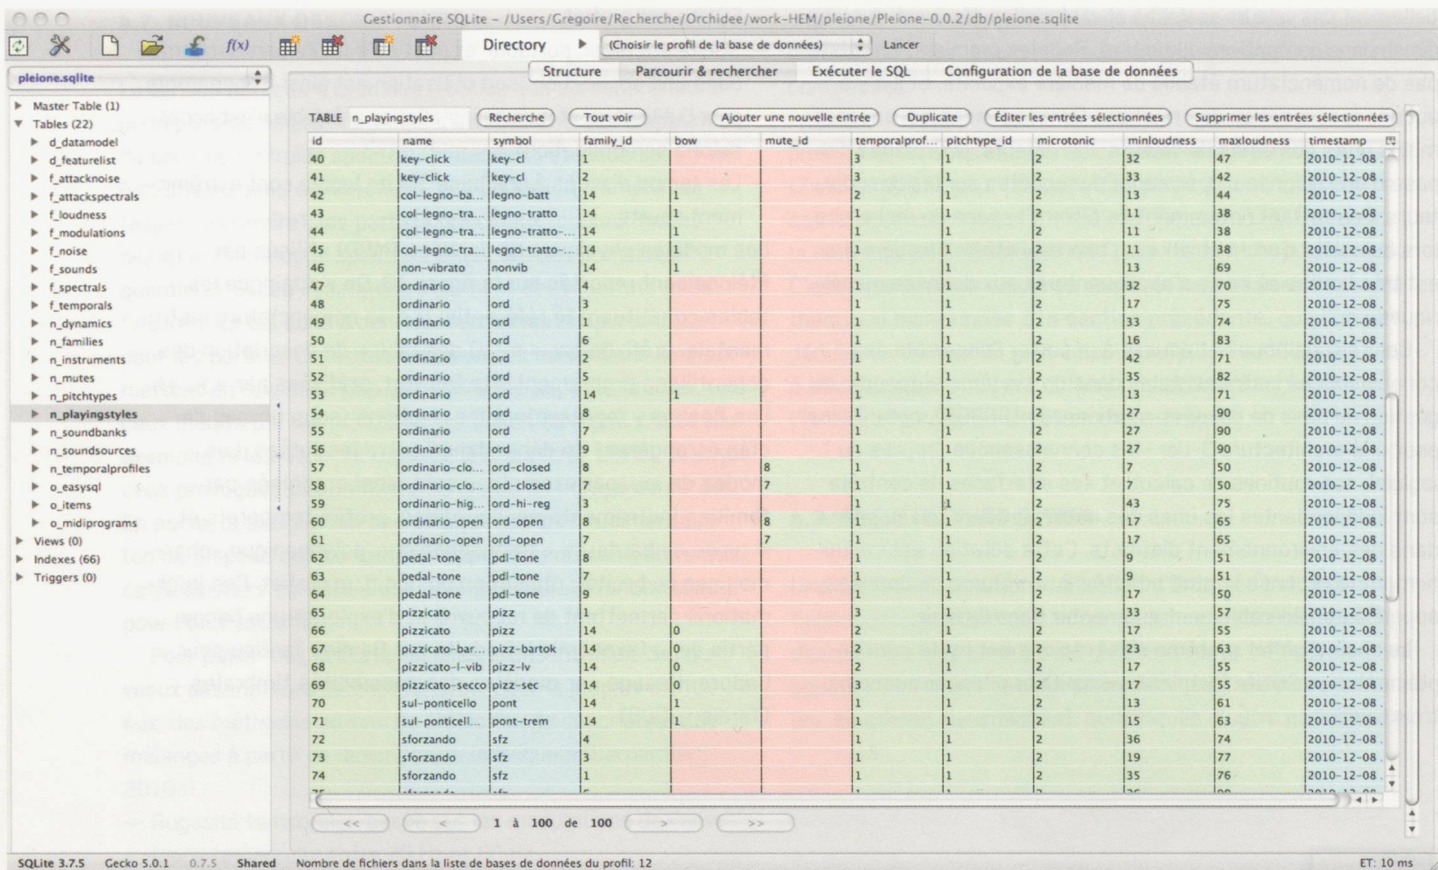 Gestionnaire SQLite – /Users/Gregoire/Recherche/Orchidee/work-HEM/pleione/Pleione-0.0.2/db/pleione.sqlite
f(x) Directory (Choisir le profil de la base de données) Lancer
pleione.sqlite
Structure Parcourir & rechercher Exécuter le SQL Configuration de la base de données
Master Table (1)
Tables (22)
d_datamodel
d_featurelist
f_attacknoise
f_attackspectrals
f_loudness
f_modulations
f_noise
f_sounds
f_spectrals
f_temporals
n_dynamics
n_families
n_instruments
n_mutes
n_pitchtypes
n_playingstyles
n_soundbanks
n_soundsources
n_temporalprofiles
o_easysql
o_items
o_midiprograms
Views (0)
Indexes (66)
Triggers (0)
TABLE n_playingstyles Recherche Tout voir Ajouter une nouvelle entrée Duplicate Éditer les entrées sélectionnées Supprimer les entrées sélectionnées
id name symbol family_id bow mute_id temporalprof... pitchtype_id microtonic minloudness maxloudness timestamp
40 key-click key-cl 1 3 1 2 32 47 2010-12-08.
41 key-click key-cl 2 3 1 2 33 42 2010-12-08.
42 col-legno-ba... legno-batt 14 1 2 1 2 13 44 2010-12-08.
43 col-legno-tra... legno-tratto 14 1 1 1 2 11 38 2010-12-08.
44 col-legno-tra... legno-tratto-... 14 1 1 1 2 11 38 2010-12-08.
45 col-legno-tra... legno-tratto-... 14 1 1 1 2 11 38 2010-12-08.
46 non-vibrato nonvib 14 1 1 1 2 13 69 2010-12-08.
47 ordinario ord 4 1 1 2 32 70 2010-12-08.
48 ordinario ord 3 1 1 2 17 75 2010-12-08.
49 ordinario ord 1 1 1 2 33 74 2010-12-08.
50 ordinario ord 6 1 1 2 16 83 2010-12-08.
51 ordinario ord 2 1 1 2 42 71 2010-12-08.
52 ordinario ord 5 1 1 2 35 82 2010-12-08.
53 ordinario ord 14 1 1 1 2 13 71 2010-12-08.
54 ordinario ord 8 1 1 2 27 90 2010-12-08.
55 ordinario ord 7 1 1 2 27 90 2010-12-08.
56 ordinario ord 9 1 1 2 27 90 2010-12-08.
57 ordinario-clo... ord-closed 8 8 1 1 2 7 50 2010-12-08.
58 ordinario-clo... ord-closed 7 7 1 1 2 7 50 2010-12-08.
59 ordinario-hig... ord-hi-reg 3 1 1 2 43 75 2010-12-08.
60 ordinario-open ord-open 8 8 1 1 2 17 65 2010-12-08.
61 ordinario-open ord-open 7 7 1 1 2 17 65 2010-12-08.
62 pedal-tone pdl-tone 8 1 1 2 9 51 2010-12-08.
63 pedal-tone pdl-tone 7 1 1 2 9 51 2010-12-08.
64 pedal-tone pdl-tone 9 1 1 2 17 50 2010-12-08.
65 pizzicato pizz 1 3 1 2 33 57 2010-12-08.
66 pizzicato pizz 14 0 2 1 2 17 55 2010-12-08.
67 pizzicato-bar... pizz-bartok 14 0 3 1 2 23 63 2010-12-08.
68 pizzicato-l-vib pizz-lv 14 0 2 1 2 17 55 2010-12-08.
69 pizzicato-secco pizz-sec 14 0 3 1 2 17 55 2010-12-08.
70 sul-ponticello pont 14 1 1 1 2 13 61 2010-12-08.
71 sul-ponticell... pont-trem 14 1 1 1 2 15 63 2010-12-08.
72 sforzando sfz 4 1 1 2 36 74 2010-12-08.
73 sforzando sfz 3 1 1 2 19 77 2010-12-08.
74 sforzando sfz 1 1 1 2 35 76 2010-12-08.
<< < 1 à 100 de 100 > >>
SQLite 3.7.5 Gecko 5.0.1 0.7.5 Shared Nombre de fichiers dans la liste de bases de données du profil: 12 ET: 10 ms